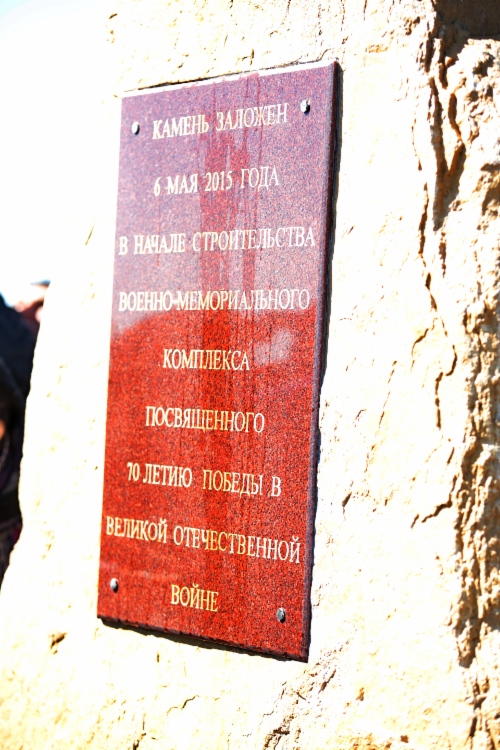 КАМЕНЬ ЗАЛОЖЕН
6 МАЯ 2015 ГОДА
В НАЧАЛЕ СТРОИТЕЛЬСТВА
ВОЕННО-МЕМОРИАЛЬНОГО
КОМПЛЕКСА
ПОСВЯЩЕННОГО
70 ЛЕТИЮ ПОБЕДЫ В
ВЕЛИКОЙ ОТЕЧЕСТВЕННОЙ
ВОЙНЕ